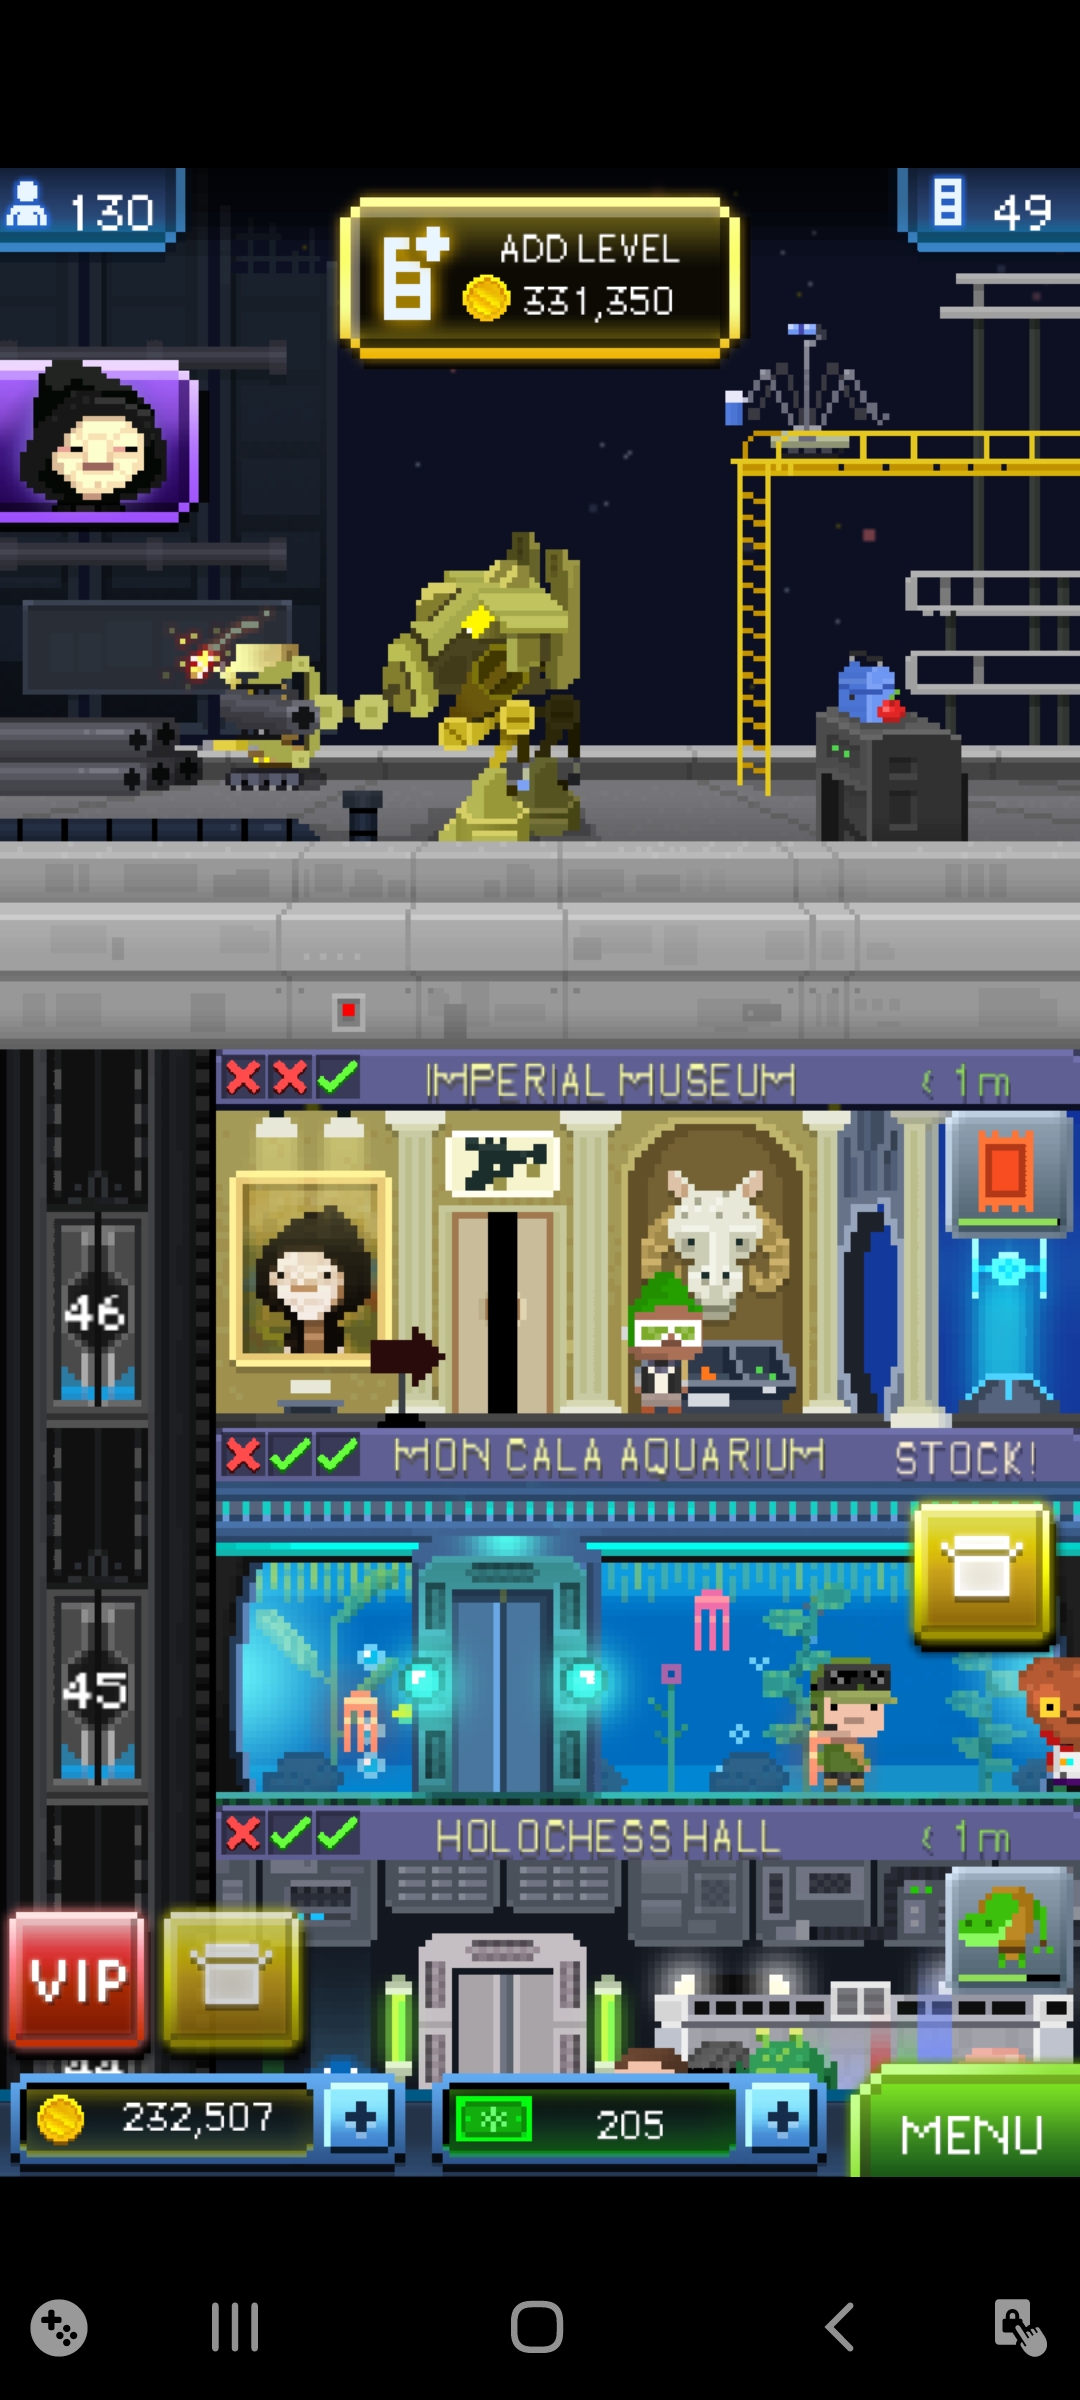 130
ADD LEVEL
331,350
49
IMPERIAL MUSEUM
< 1m
46
MON CALA AQUARIUM
STOCK!
45
HOLOCHESS HALL
< 1m
VIP
232,507
205
MENU